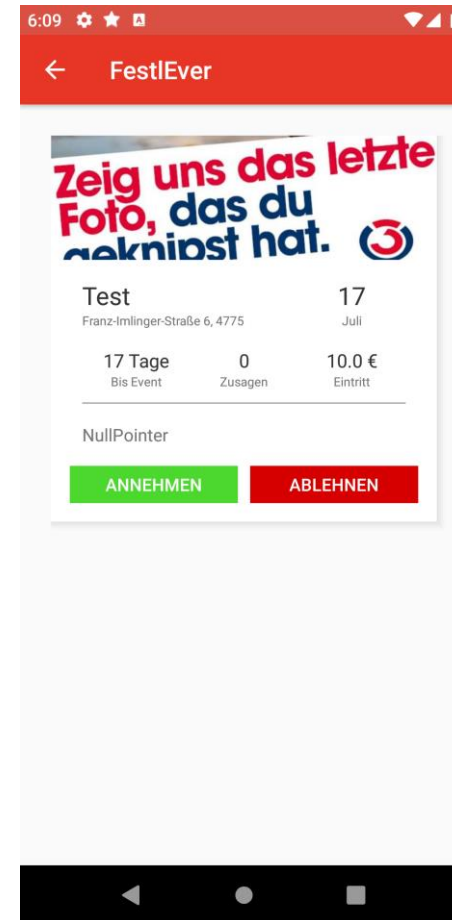 6:09
FestlEver
Zeig uns das letzte
Foto, das du
geknipst hat.
3
Test
17
Franz-Imlinger-Straße 6, 4775
Juli
17 Tage
0
10.0 €
Bis Event
Zusagen
Eintritt
NullPointer
ANNEHMEN
ABLEHNEN